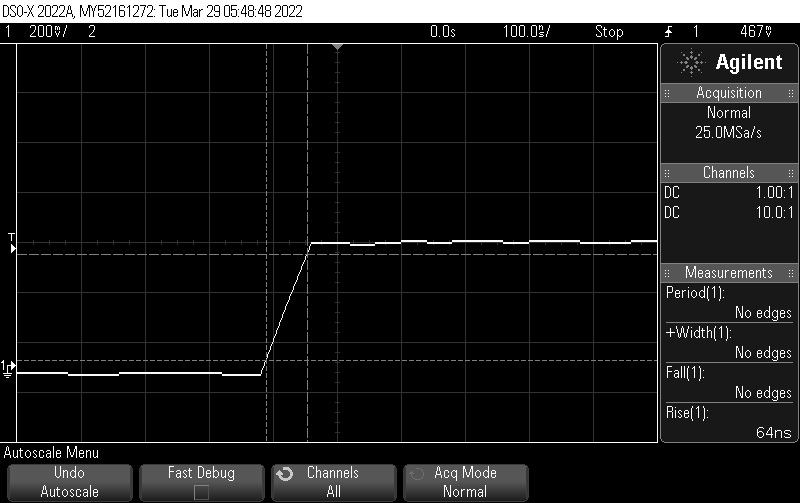 DSO-X 2022A, MY52161272: Tue Mar 29 05:48:48 2022
1 200mV/ 2 0.0s 100.0ns/ Stop 1 467mV
Agilent
Acquisition
Normal
25.0MSa/s
Channels
DC 1.00:1
DC 10.0:1
Measurements
Period(1):
No edges
+Width(1):
No edges
Fall(1):
No edges
Rise(1):
64ns
T
1
Autoscale Menu
Undo
Autoscale
Fast Debug
Channels
All
Acq Mode
Normal